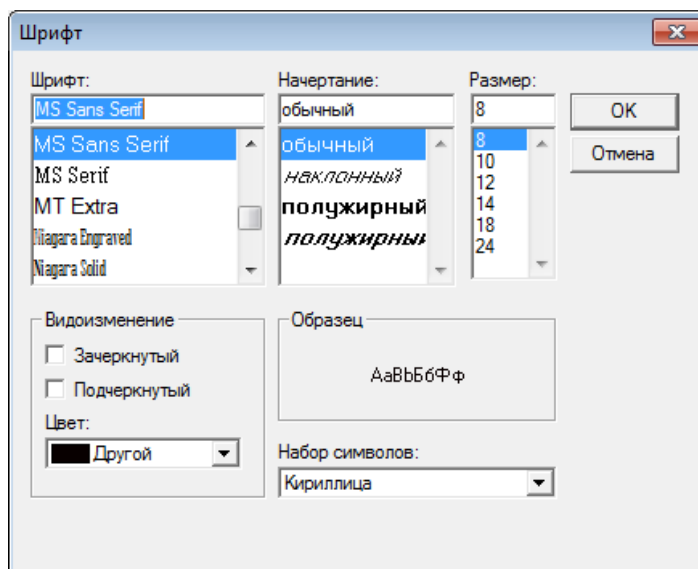 Шрифт
Шрифт:
MS Sans Serif
MS Sans Serif
MS Serif
MT Extra
Niagara Engraved
Niagara Solid
Начертание:
обычный
обычный
наклонный
полужирный
полужирны
Размер:
8
8
10
12
14
18
24
OK
Отмена
Видоизменение
Зачеркнутый
Подчеркнутый
Цвет:
Другой
Образец
АаВbБбФф
Набор символов:
Кириллица